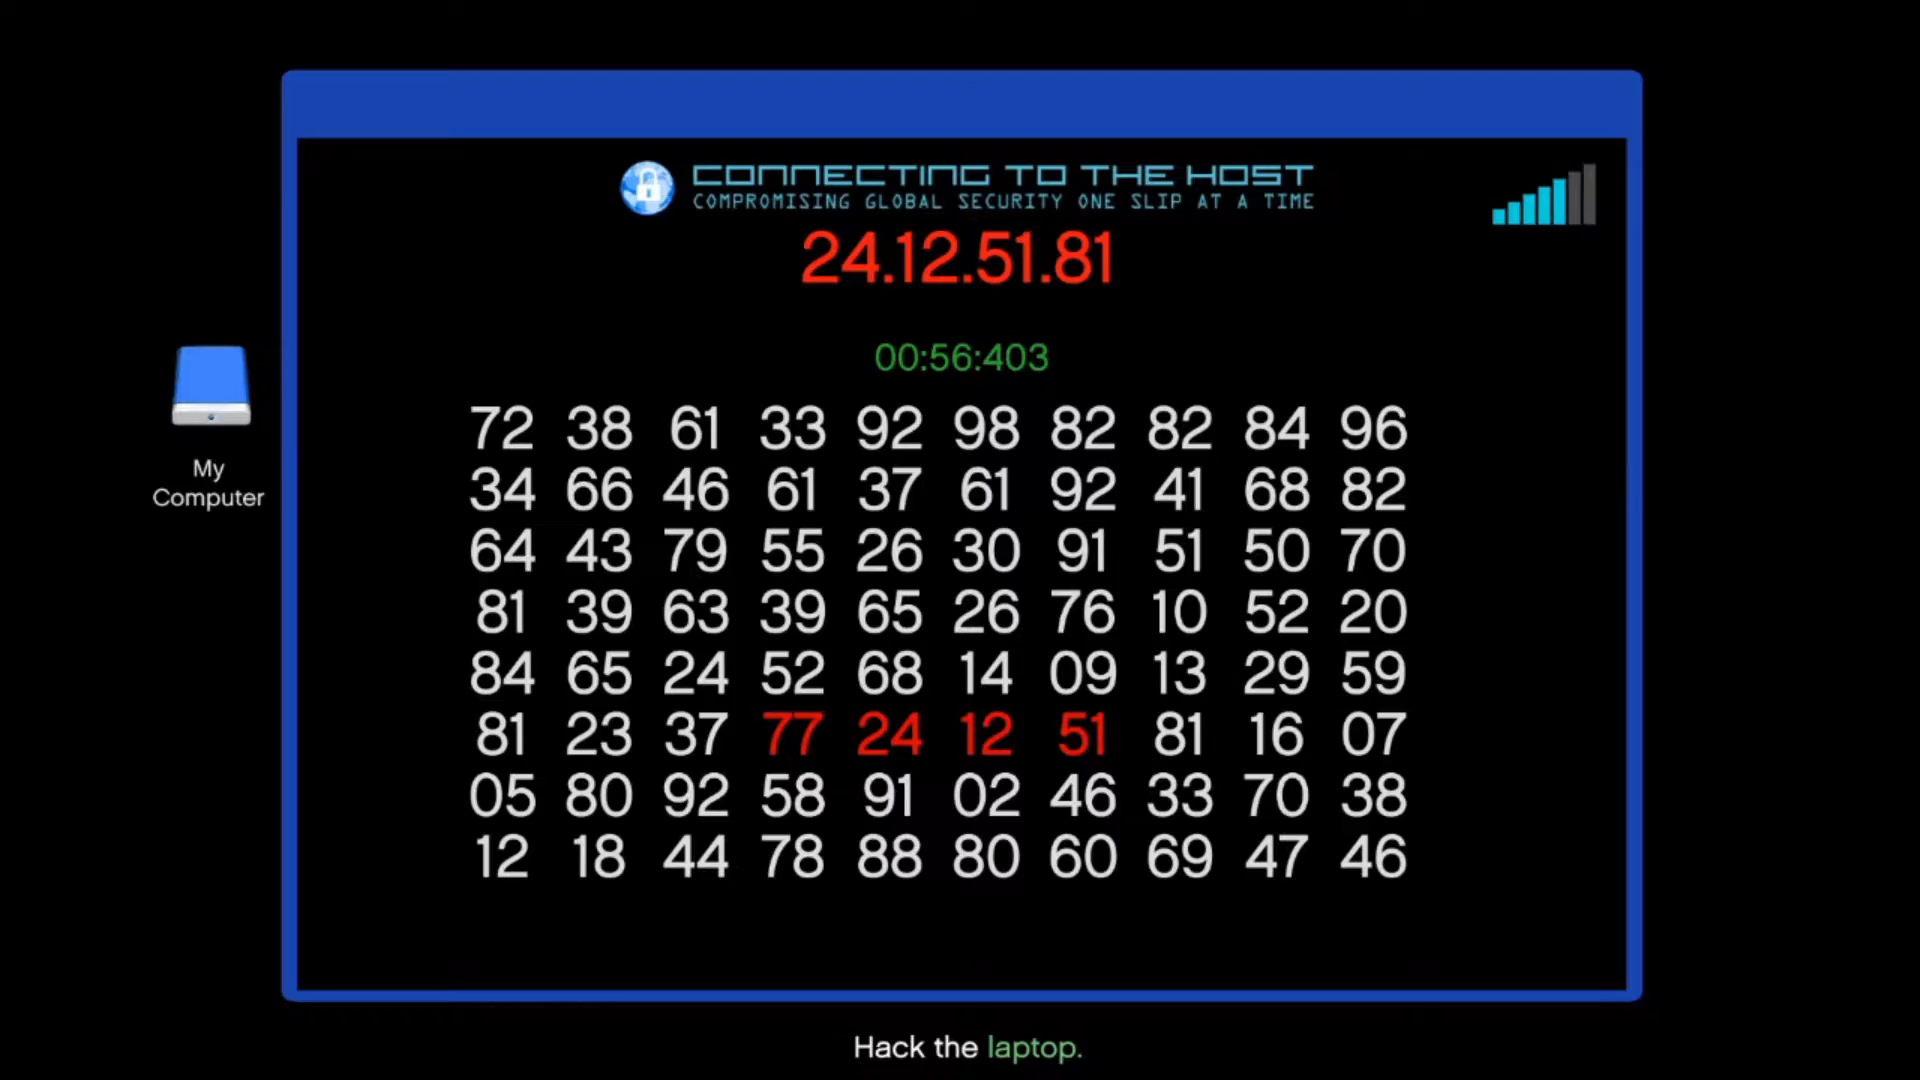 CONNECTING TO THE HOST
COMPROMISING GLOBAL SECURITY ONE SLIP AT A TIME
24.12.51.81
00:56:403
72 38 61 33 92 98 82 82 84 96
34 66 46 61 37 61 92 41 68 82
64 43 79 55 26 30 91 51 50 70
81 39 63 39 65 26 76 10 52 20
84 65 24 52 68 14 09 13 29 59
81 23 37 77 24 12 51 81 16 07
05 80 92 58 91 02 46 33 70 38
12 18 44 78 88 80 60 69 47 46
My
Computer
Hack the laptop.